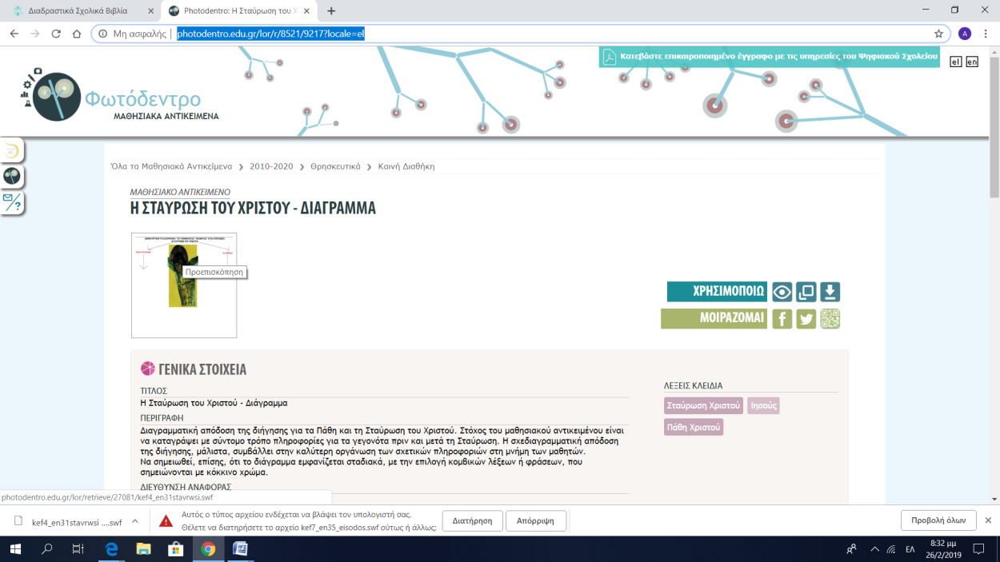 Διαδραστικά Σχολικά Βιβλία
Photodentro: Η Σταύρωση του Χ
Μη ασφαλής | photodentro.edu.gr/lor/r/8521/9217?locale=el
A
Κατεβάστε επικαιροποιημένο έγγραφο με τις υπηρεσίες του Ψηφιακού Σχολείου
el en
Φωτόδεντρο
ΜΑΘΗΣΙΑΚΑ ΑΝΤΙΚΕΙΜΕΝΑ
Όλα τα Μαθησιακά Αντικείμενα ❯ 2010-2020 ❯ Θρησκευτικά ❯ Καινή Διαθήκη
ΜΑΘΗΣΙΑΚΟ ΑΝΤΙΚΕΙΜΕΝΟ
Η ΣΤΑΥΡΩΣΗ ΤΟΥ ΧΡΙΣΤΟΥ - ΔΙΑΓΡΑΜΜΑ
Προεπισκόπηση
ΧΡΗΣΙΜΟΠΟΙΩ
ΜΟΙΡΑΖΟΜΑΙ
ΓΕΝΙΚΑ ΣΤΟΙΧΕΙΑ
ΤΙΤΛΟΣ
Η Σταύρωση του Χριστού - Διάγραμμα
ΠΕΡΙΓΡΑΦΗ
Διαγραμματική απόδοση της διήγησης για τα Πάθη και τη Σταύρωση του Χριστού. Στόχος του μαθησιακού αντικειμένου είναι
να καταγράψει με σύντομο τρόπο πληροφορίες για τα γεγονότα πριν και μετά τη Σταύρωση. Η σχεδιαγραμματική απόδοση
της διήγησης, μάλιστα, συμβάλλει στην καλύτερη οργάνωση των σχετικών πληροφοριών στη μνήμη των μαθητών.
Να σημειωθεί, επίσης, ότι το διάγραμμα εμφανίζεται σταδιακά, με την επιλογή κομβικών λέξεων ή φράσεων, που
σημειώνονται με κόκκινο χρώμα.
ΔΙΕΥΘΥΝΣΗ ΑΝΑΦΟΡΑΣ
ΛΕΞΕΙΣ ΚΛΕΙΔΙΑ
Σταύρωση Χριστού Ιησούς
Πάθη Χριστού
photodentro.edu.gr/lor/retrieve/27081/kef4_en31stavrwsi.swf
kef4_en31stavrwsi ....swf
Αυτός ο τύπος αρχείου ενδέχεται να βλάψει τον υπολογιστή σας.
Θέλετε να διατηρήσετε το αρχείο kef7_en35_eisodos.swf ούτως ή άλλως;
Διατήρηση
Απόρριψη
Προβολή όλων
ΕΛ
8:32 μμ
26/2/2019